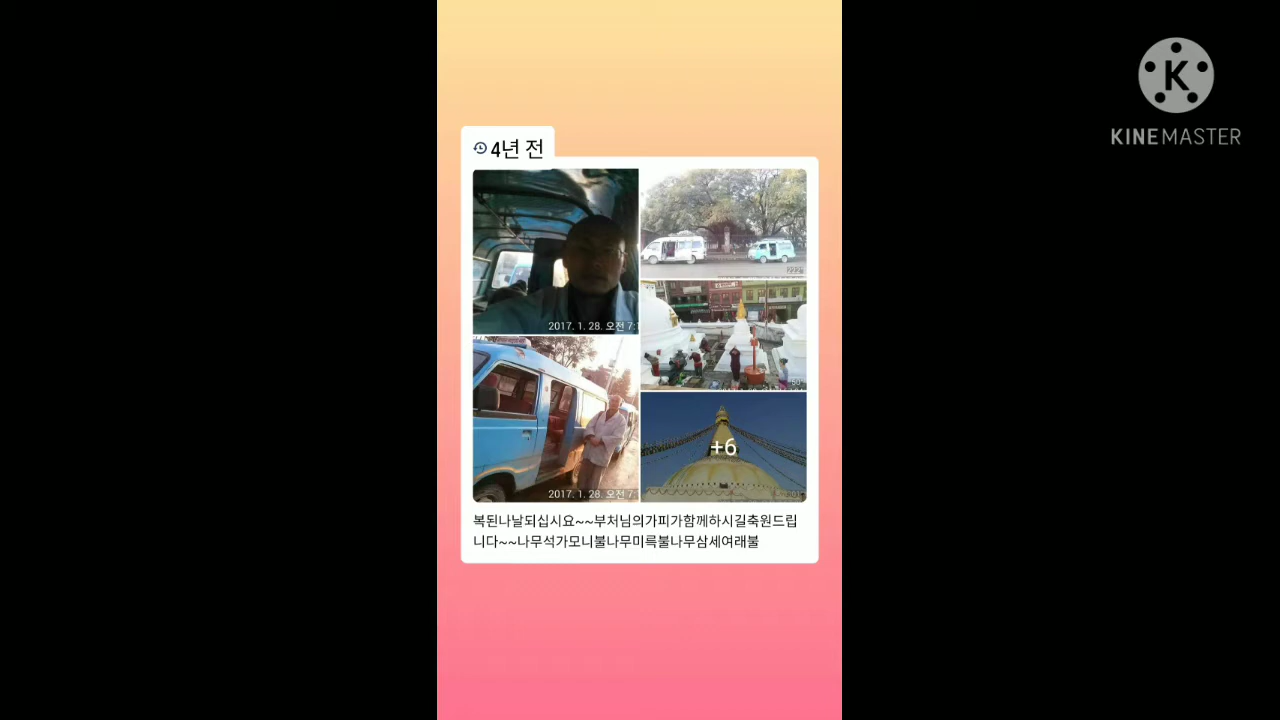 KINEMASTER
4년 전
2017. 1. 28. 오전 7:1
2017. 1. 28. 오전 7:
+6
복된나날되십시요~~부처님의가피가함께하시길축원드립
니다~~나무석가모니불나무미륵불나무삼세여래불